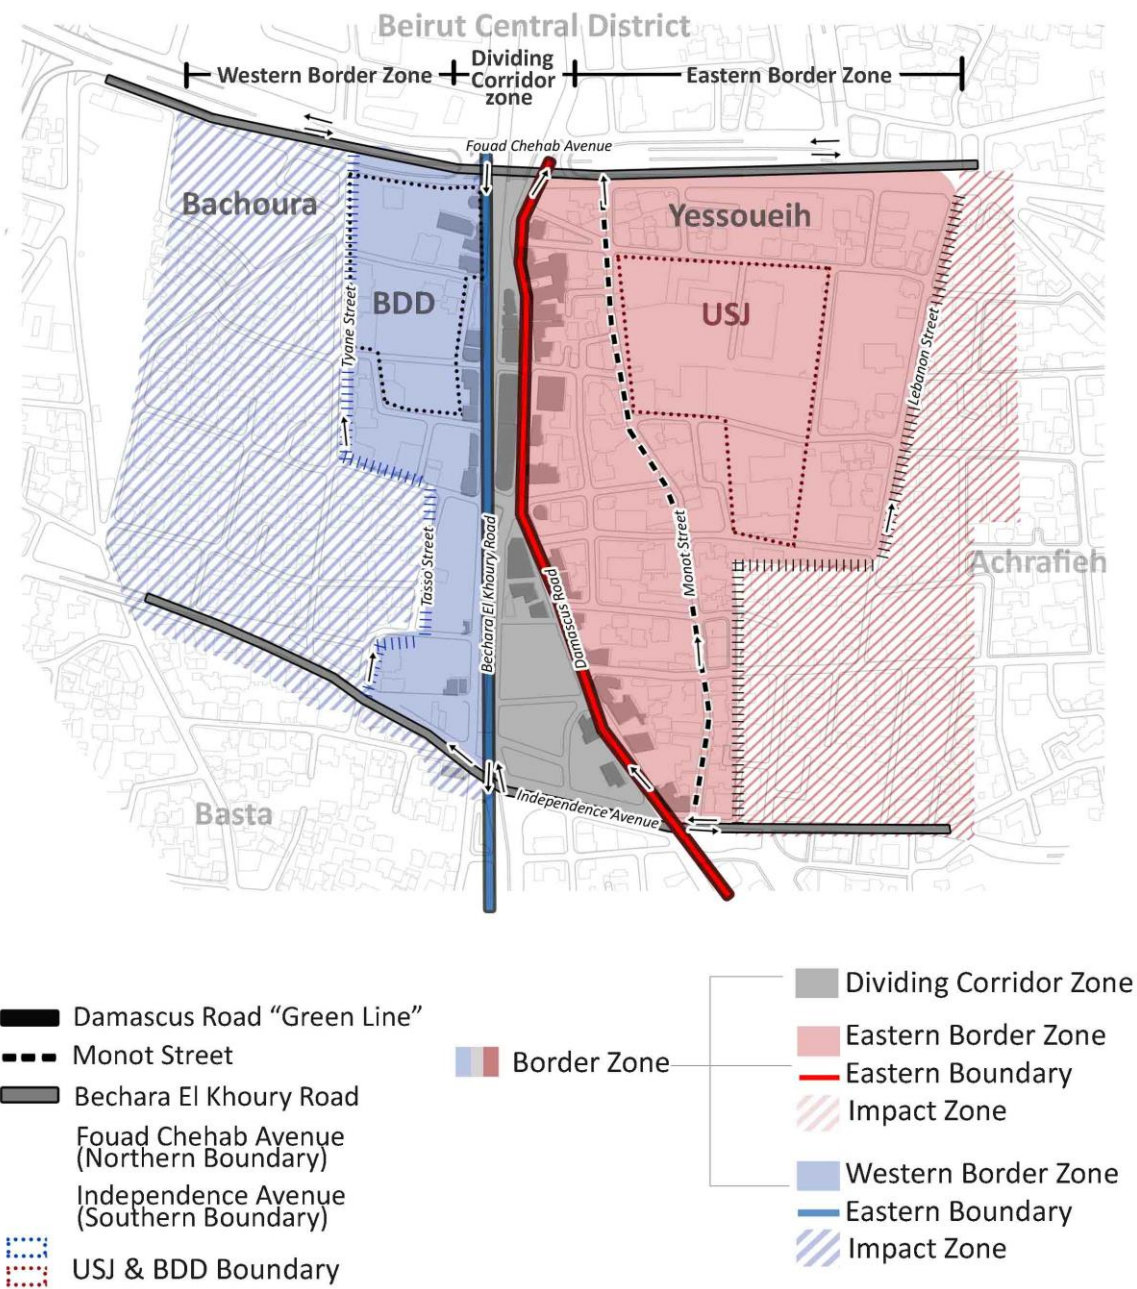 Beirut Central District
Western Border Zone
Dividing
Corridor
zone
Eastern Border Zone
Fouad Chehab Avenue
Bachoura
Yessoueih
BDD
USJ
Tyane Street
Lebanon Street
Tasso Street
Bechara El Khoury Road
Damascus Road
Monot Street
Achrafieh
Independence Avenue
Basta
Damascus Road “Green Line”
Monot Street
Bechara El Khoury Road
Fouad Chehab Avenue
(Northern Boundary)
Independence Avenue
(Southern Boundary)
USJ & BDD Boundary
Border Zone
Dividing Corridor Zone
Eastern Border Zone
Eastern Boundary
Impact Zone
Western Border Zone
Eastern Boundary
Impact Zone